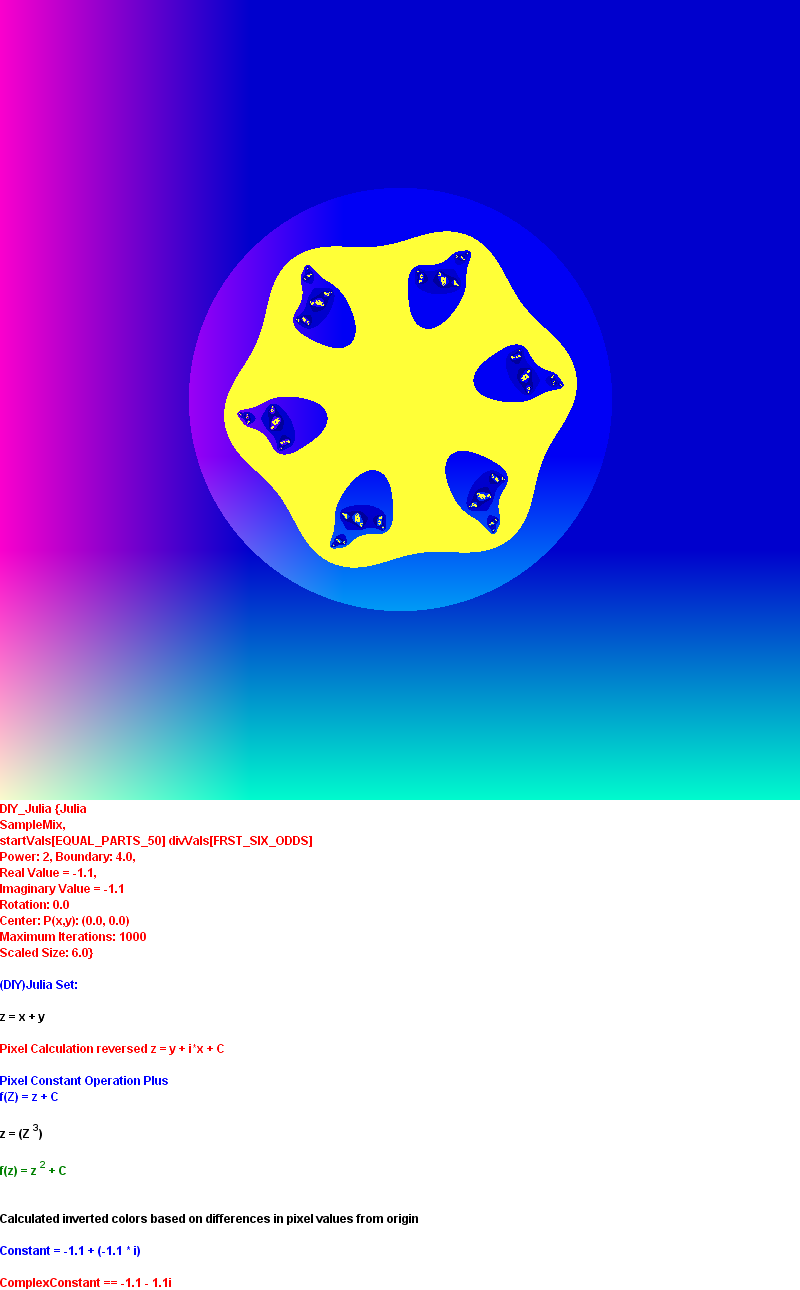 DIY_Julia {Julia
SampleMix,
startVals[EQUAL_PARTS_50] divVals[FRST_SIX_ODDS]
Power: 2, Boundary: 4.0,
Real Value = -1.1,
Imaginary Value = -1.1
Rotation: 0.0
Center: P(x,y): (0.0, 0.0)
Maximum Iterations: 1000
Scaled Size: 6.0}
(DIY)Julia Set:
z = x + y
Pixel Calculation reversed z = y + i*x + C
Pixel Constant Operation Plus
f(Z) = z + C
z = (Z ³)
f(z) = z ² + C
Calculated inverted colors based on differences in pixel values from origin
Constant = -1.1 + (-1.1 * i)
ComplexConstant == -1.1 - 1.1i